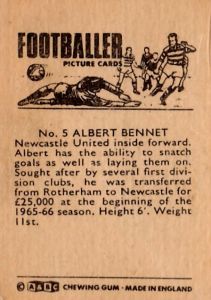 FOOTBALLER
PICTURE CARDS
No. 5 ALBERT BENNET
Newcastle United inside forward.
Albert has the ability to snatch
goals as well as laying them on.
Sought after by several first divi-
sion clubs, he was transferred
from Rotherham to Newcastle for
£25,000 at the beginning of the
1965-66 season. Height 6'. Weight
11st.
© A&BC CHEWING GUM · MADE IN ENGLAND